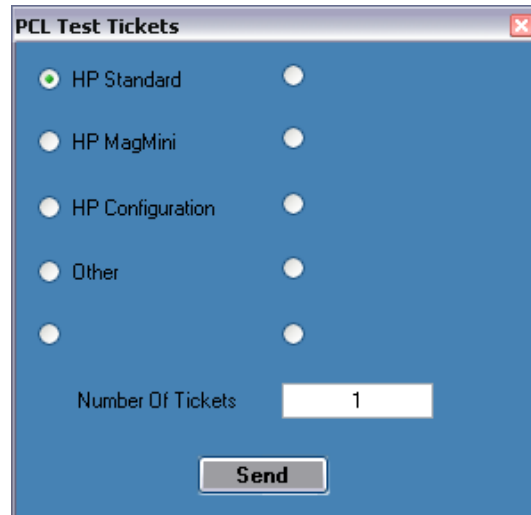 PCL Test Tickets
HP Standard
HP MagMini
HP Configuration
Other
Number Of Tickets 1
Send